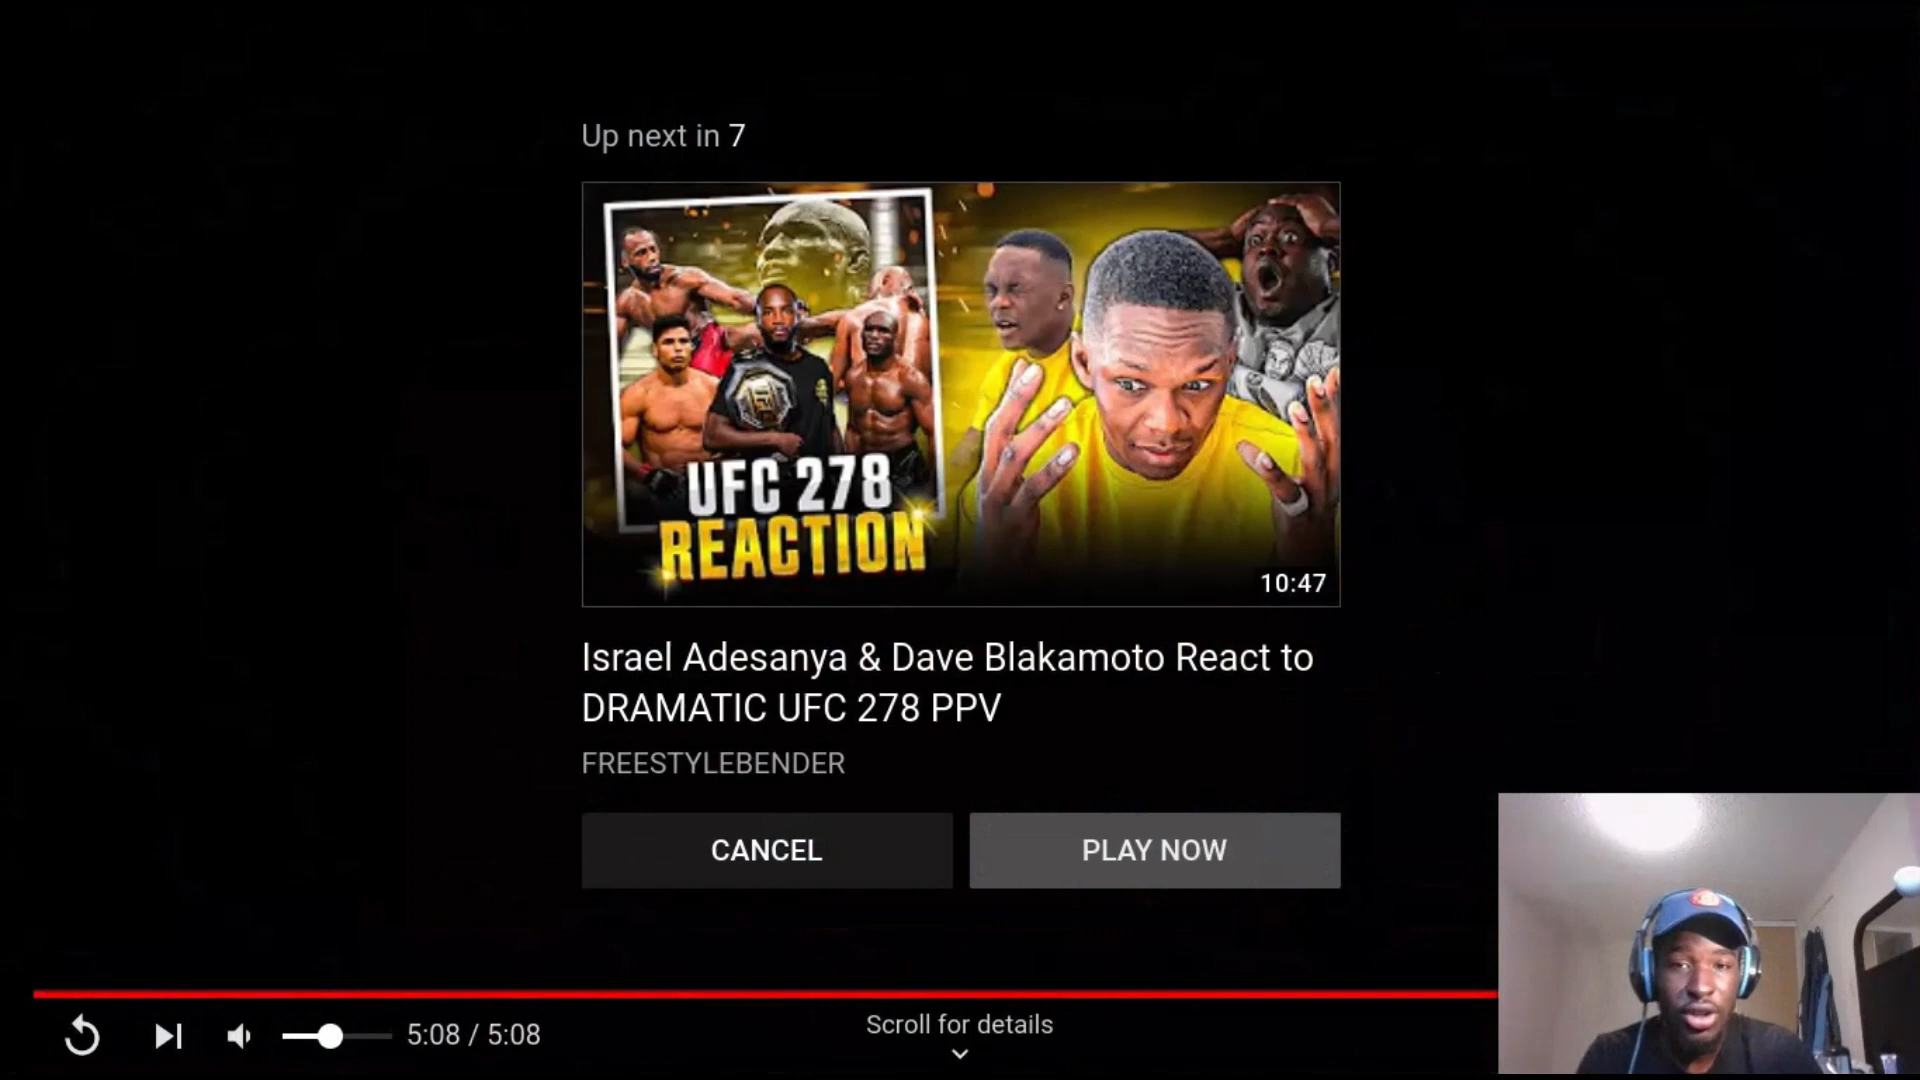 Up next in 7
UFC 278
REACTION
10:47
Israel Adesanya & Dave Blakamoto React to
DRAMATIC UFC 278 PPV
FREESTYLEBENDER
CANCEL
PLAY NOW
5:08 / 5:08
Scroll for details